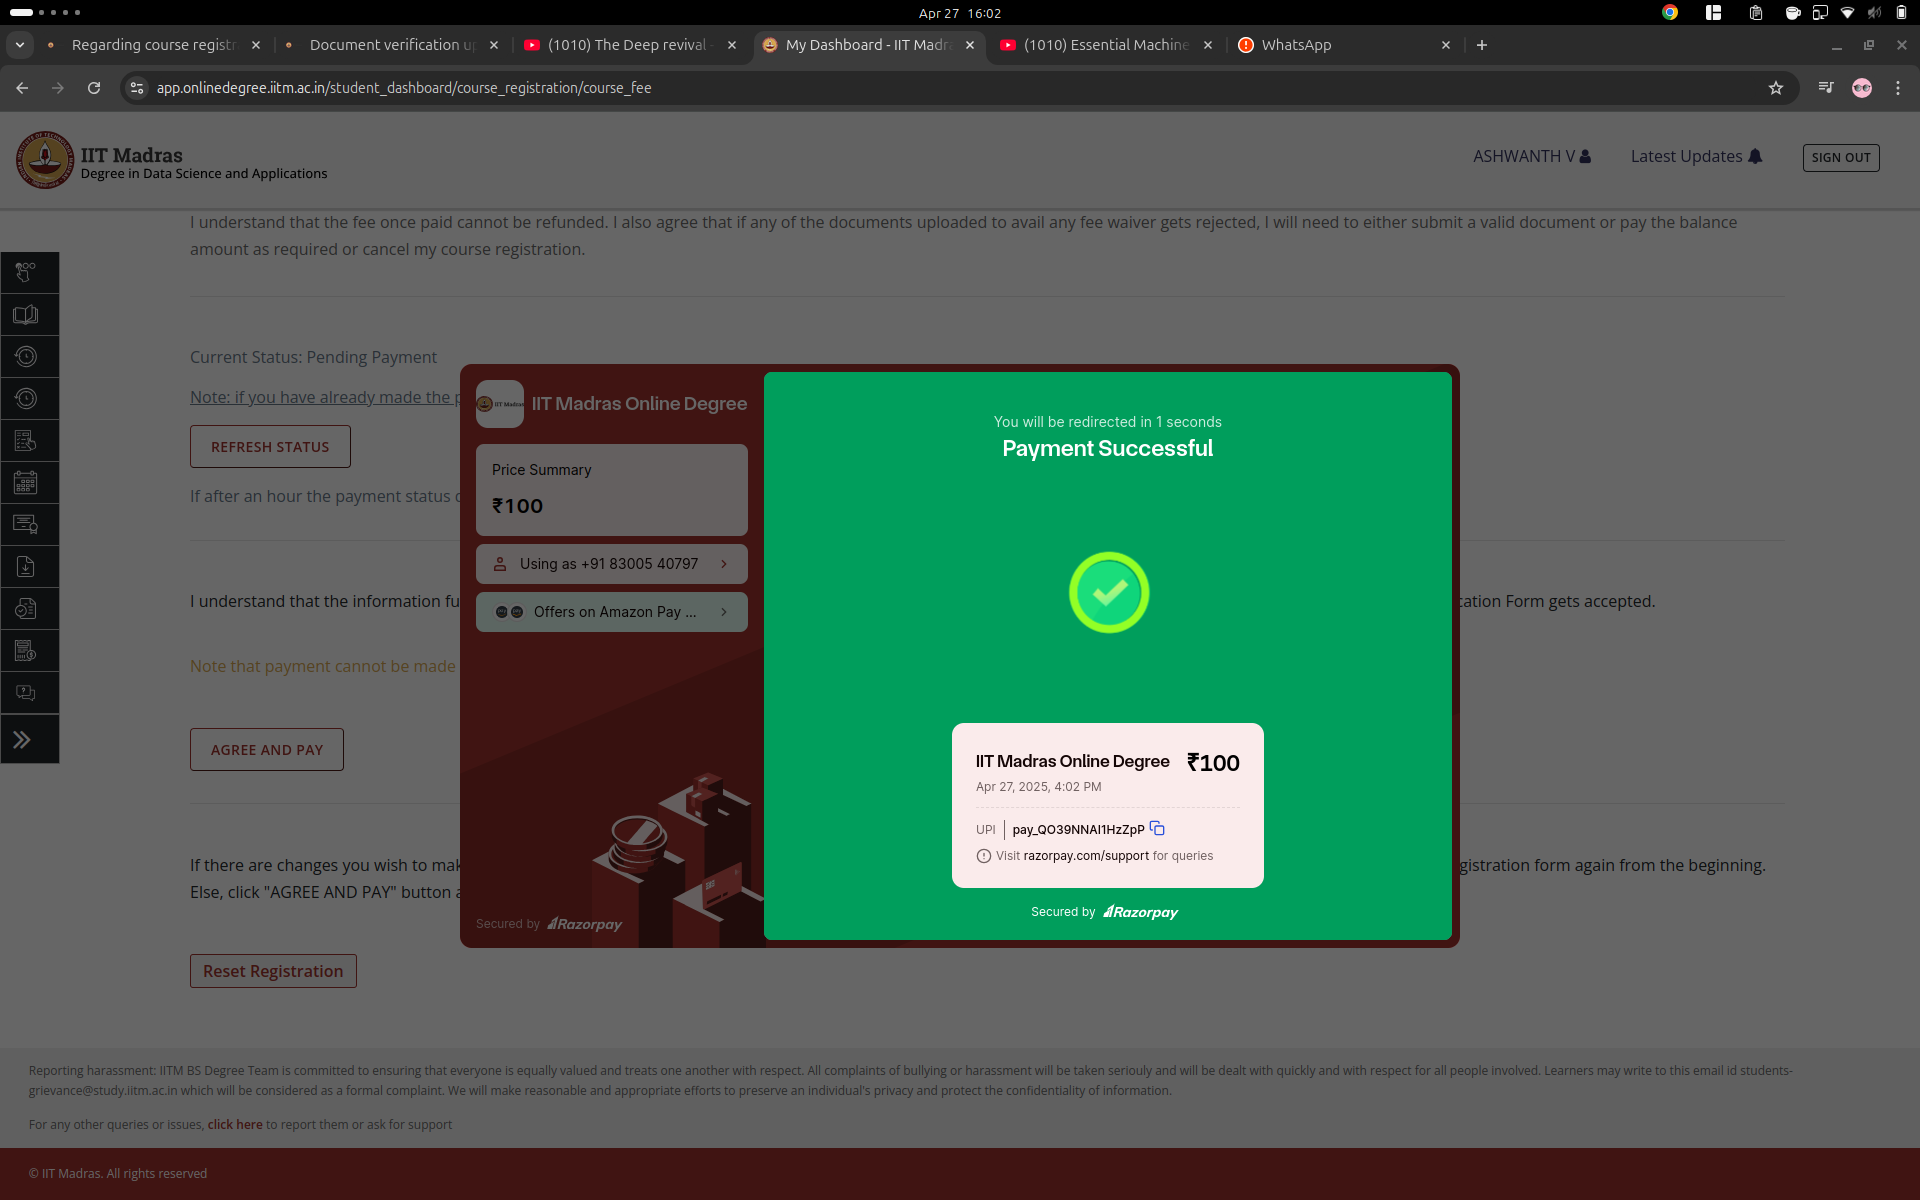 Apr 27 16:02
Regarding course registr
Document verification u
(1010) The Deep revival -
My Dashboard - IIT Madra
(1010) Essential Machine
WhatsApp
app.onlinedegree.iitm.ac.in/student_dashboard/course_registration/course_fee
IIT Madras
Degree in Data Science and Applications
ASHWANTH V
Latest Updates
SIGN OUT
I understand that the fee once paid cannot be refunded. I also agree that if any of the documents uploaded to avail any fee waiver gets rejected, I will need to either submit a valid document or pay the balance
amount as required or cancel my course registration.
Current Status: Pending Payment
Note: if you have already made the p
REFRESH STATUS
If after an hour the payment status
I understand that the information fu
cation Form gets accepted.
Note that payment cannot be made
AGREE AND PAY
If there are changes you wish to mak
gistration form again from the beginning.
Else, click "AGREE AND PAY" button a
Reset Registration
IIT Madras
IIT Madras Online Degree
Price Summary
₹100
Using as +91 83005 40797
Offers on Amazon Pay ...
Secured by Razorpay
You will be redirected in 1 seconds
Payment Successful
IIT Madras Online Degree ₹100
Apr 27, 2025, 4:02 PM
UPI pay_QO39NNAI1HzZpP
Visit razorpay.com/support for queries
Secured by Razorpay
Reporting harassment: IITM BS Degree Team is committed to ensuring that everyone is equally valued and treats one another with respect. All complaints of bullying or harassment will be taken seriouly and will be dealt with quickly and with respect for all people involved. Learners may write to this email id students-
grievance@study.iitm.ac.in which will be considered as a formal complaint. We will make reasonable and appropriate efforts to preserve an individual's privacy and protect the confidentiality of information.
For any other queries or issues, click here to report them or ask for support
© IIT Madras. All rights reserved